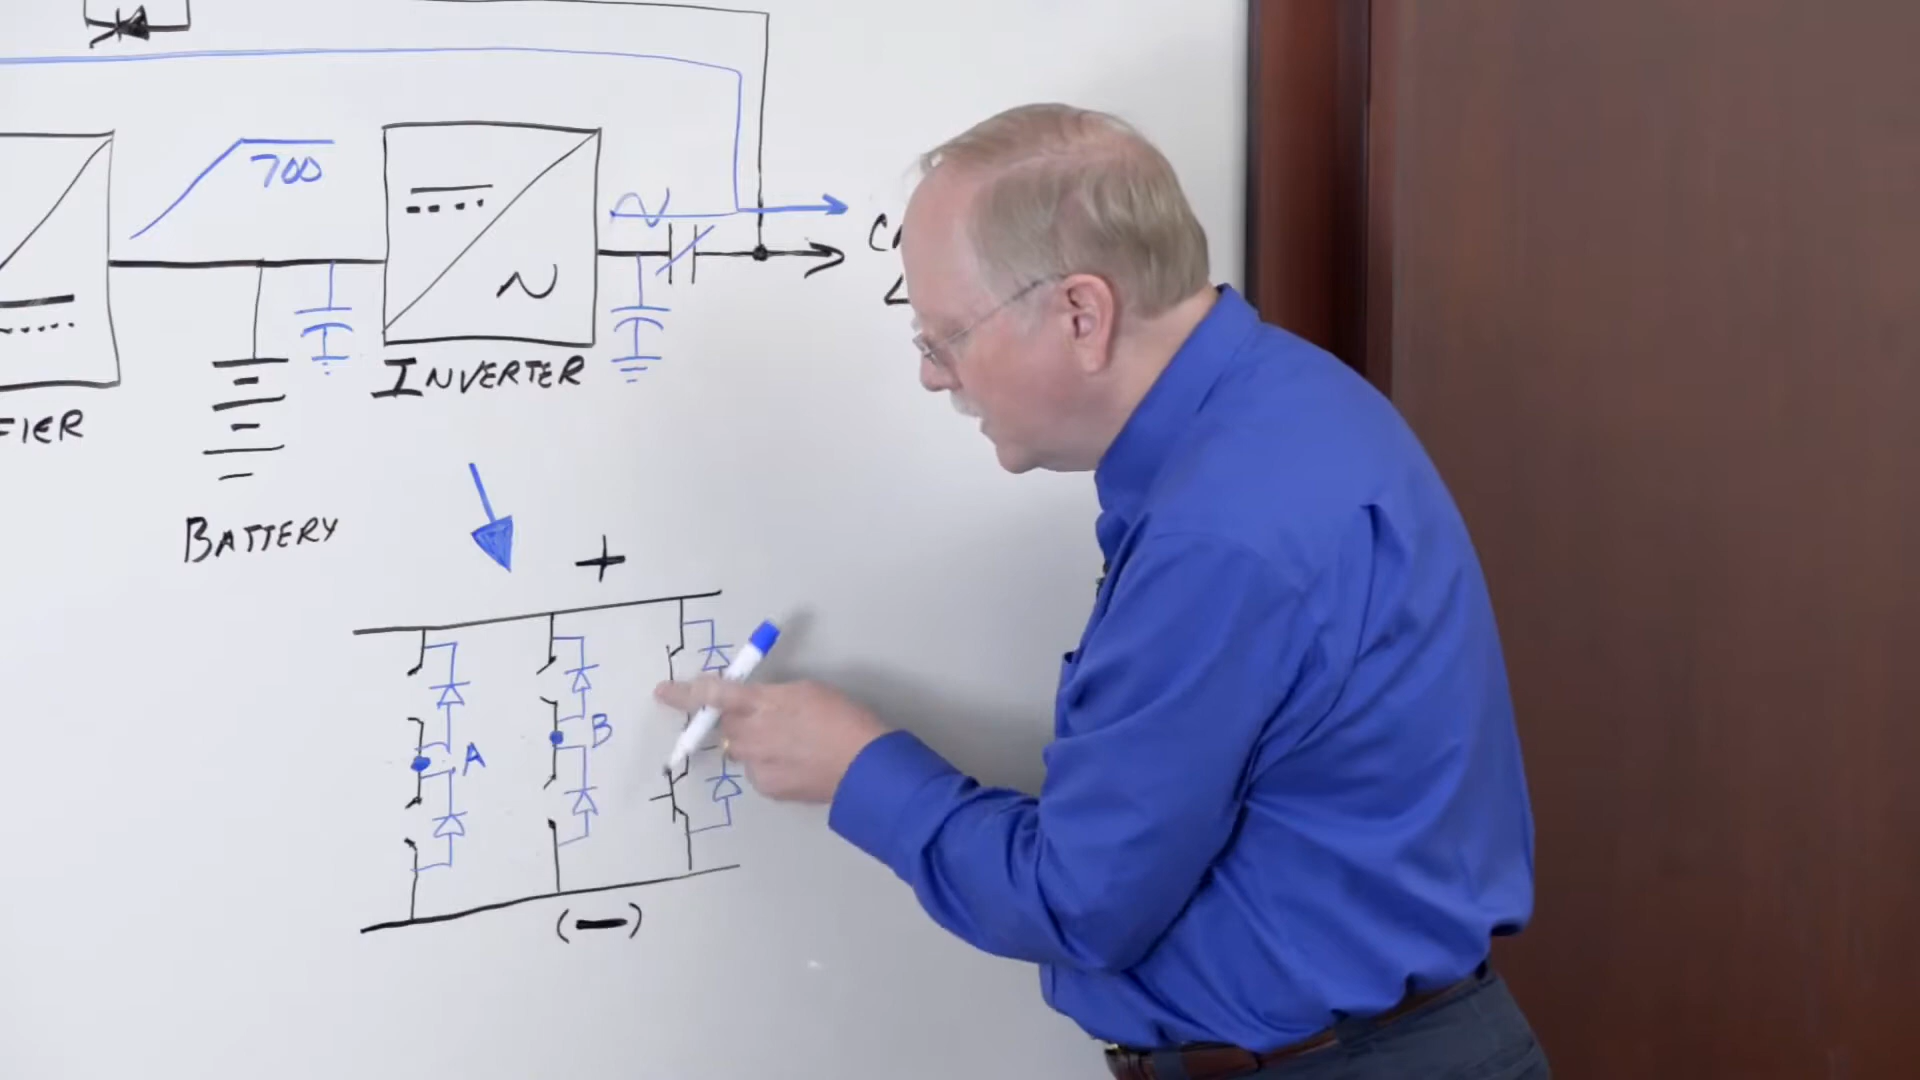 700
INVERTER
FIER
BATTERY
+
A
B
(-)